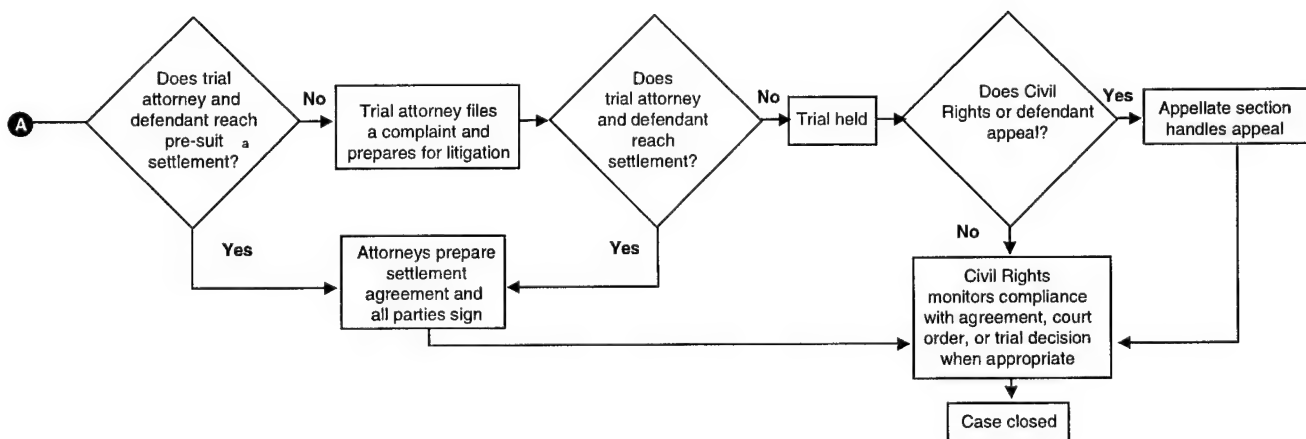 A
Does trial
attorney and
defendant reach
pre-suit a
settlement?
No
Yes
Trial attorney files
a complaint and
prepares for litigation
Attorneys prepare
settlement
agreement and
all parties sign
Does
trial attorney
and defendant
reach
settlement?
No
Yes
Trial held
Does Civil
Rights or defendant
appeal?
Yes
No
Appellate section
handles appeal
Civil Rights
monitors compliance
with agreement, court
order, or trial decision
when appropriate
Case closed